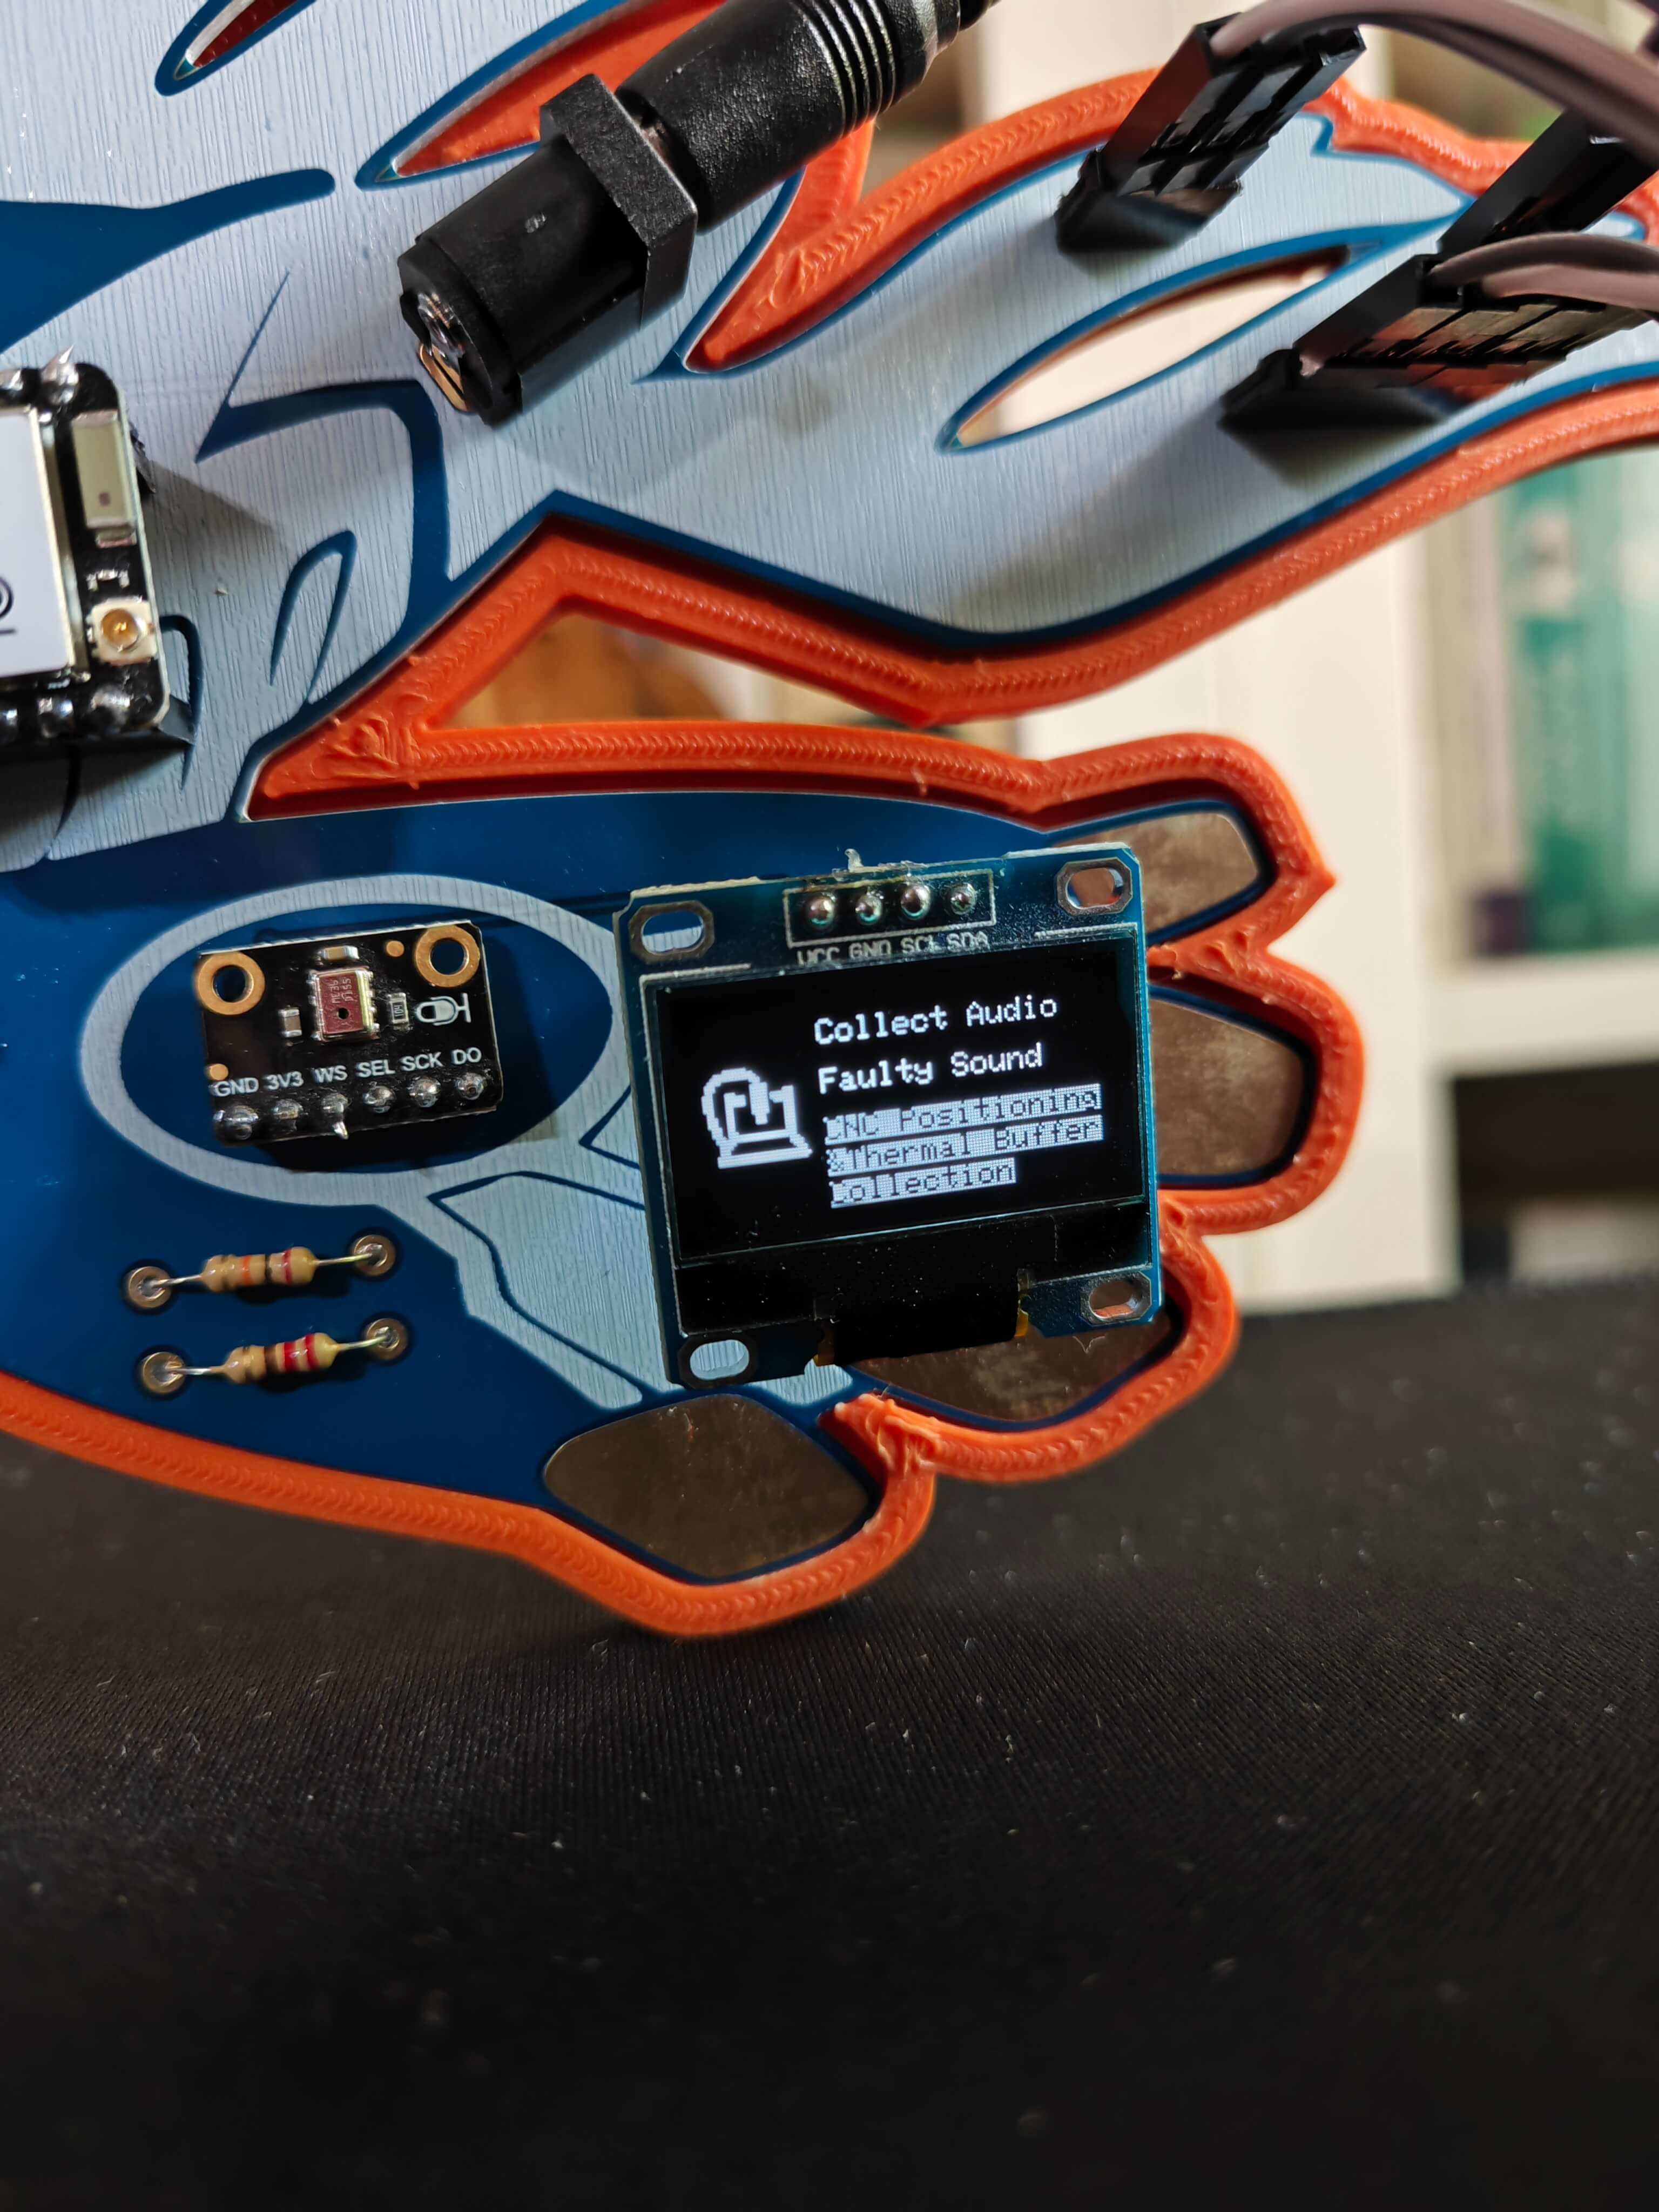 VCC GND SCL SDA
Collect Audio
Faulty Sound
CNC Positioning
&Thermal Buffer
Collection
GND 3V3 WS SEL SCK DO